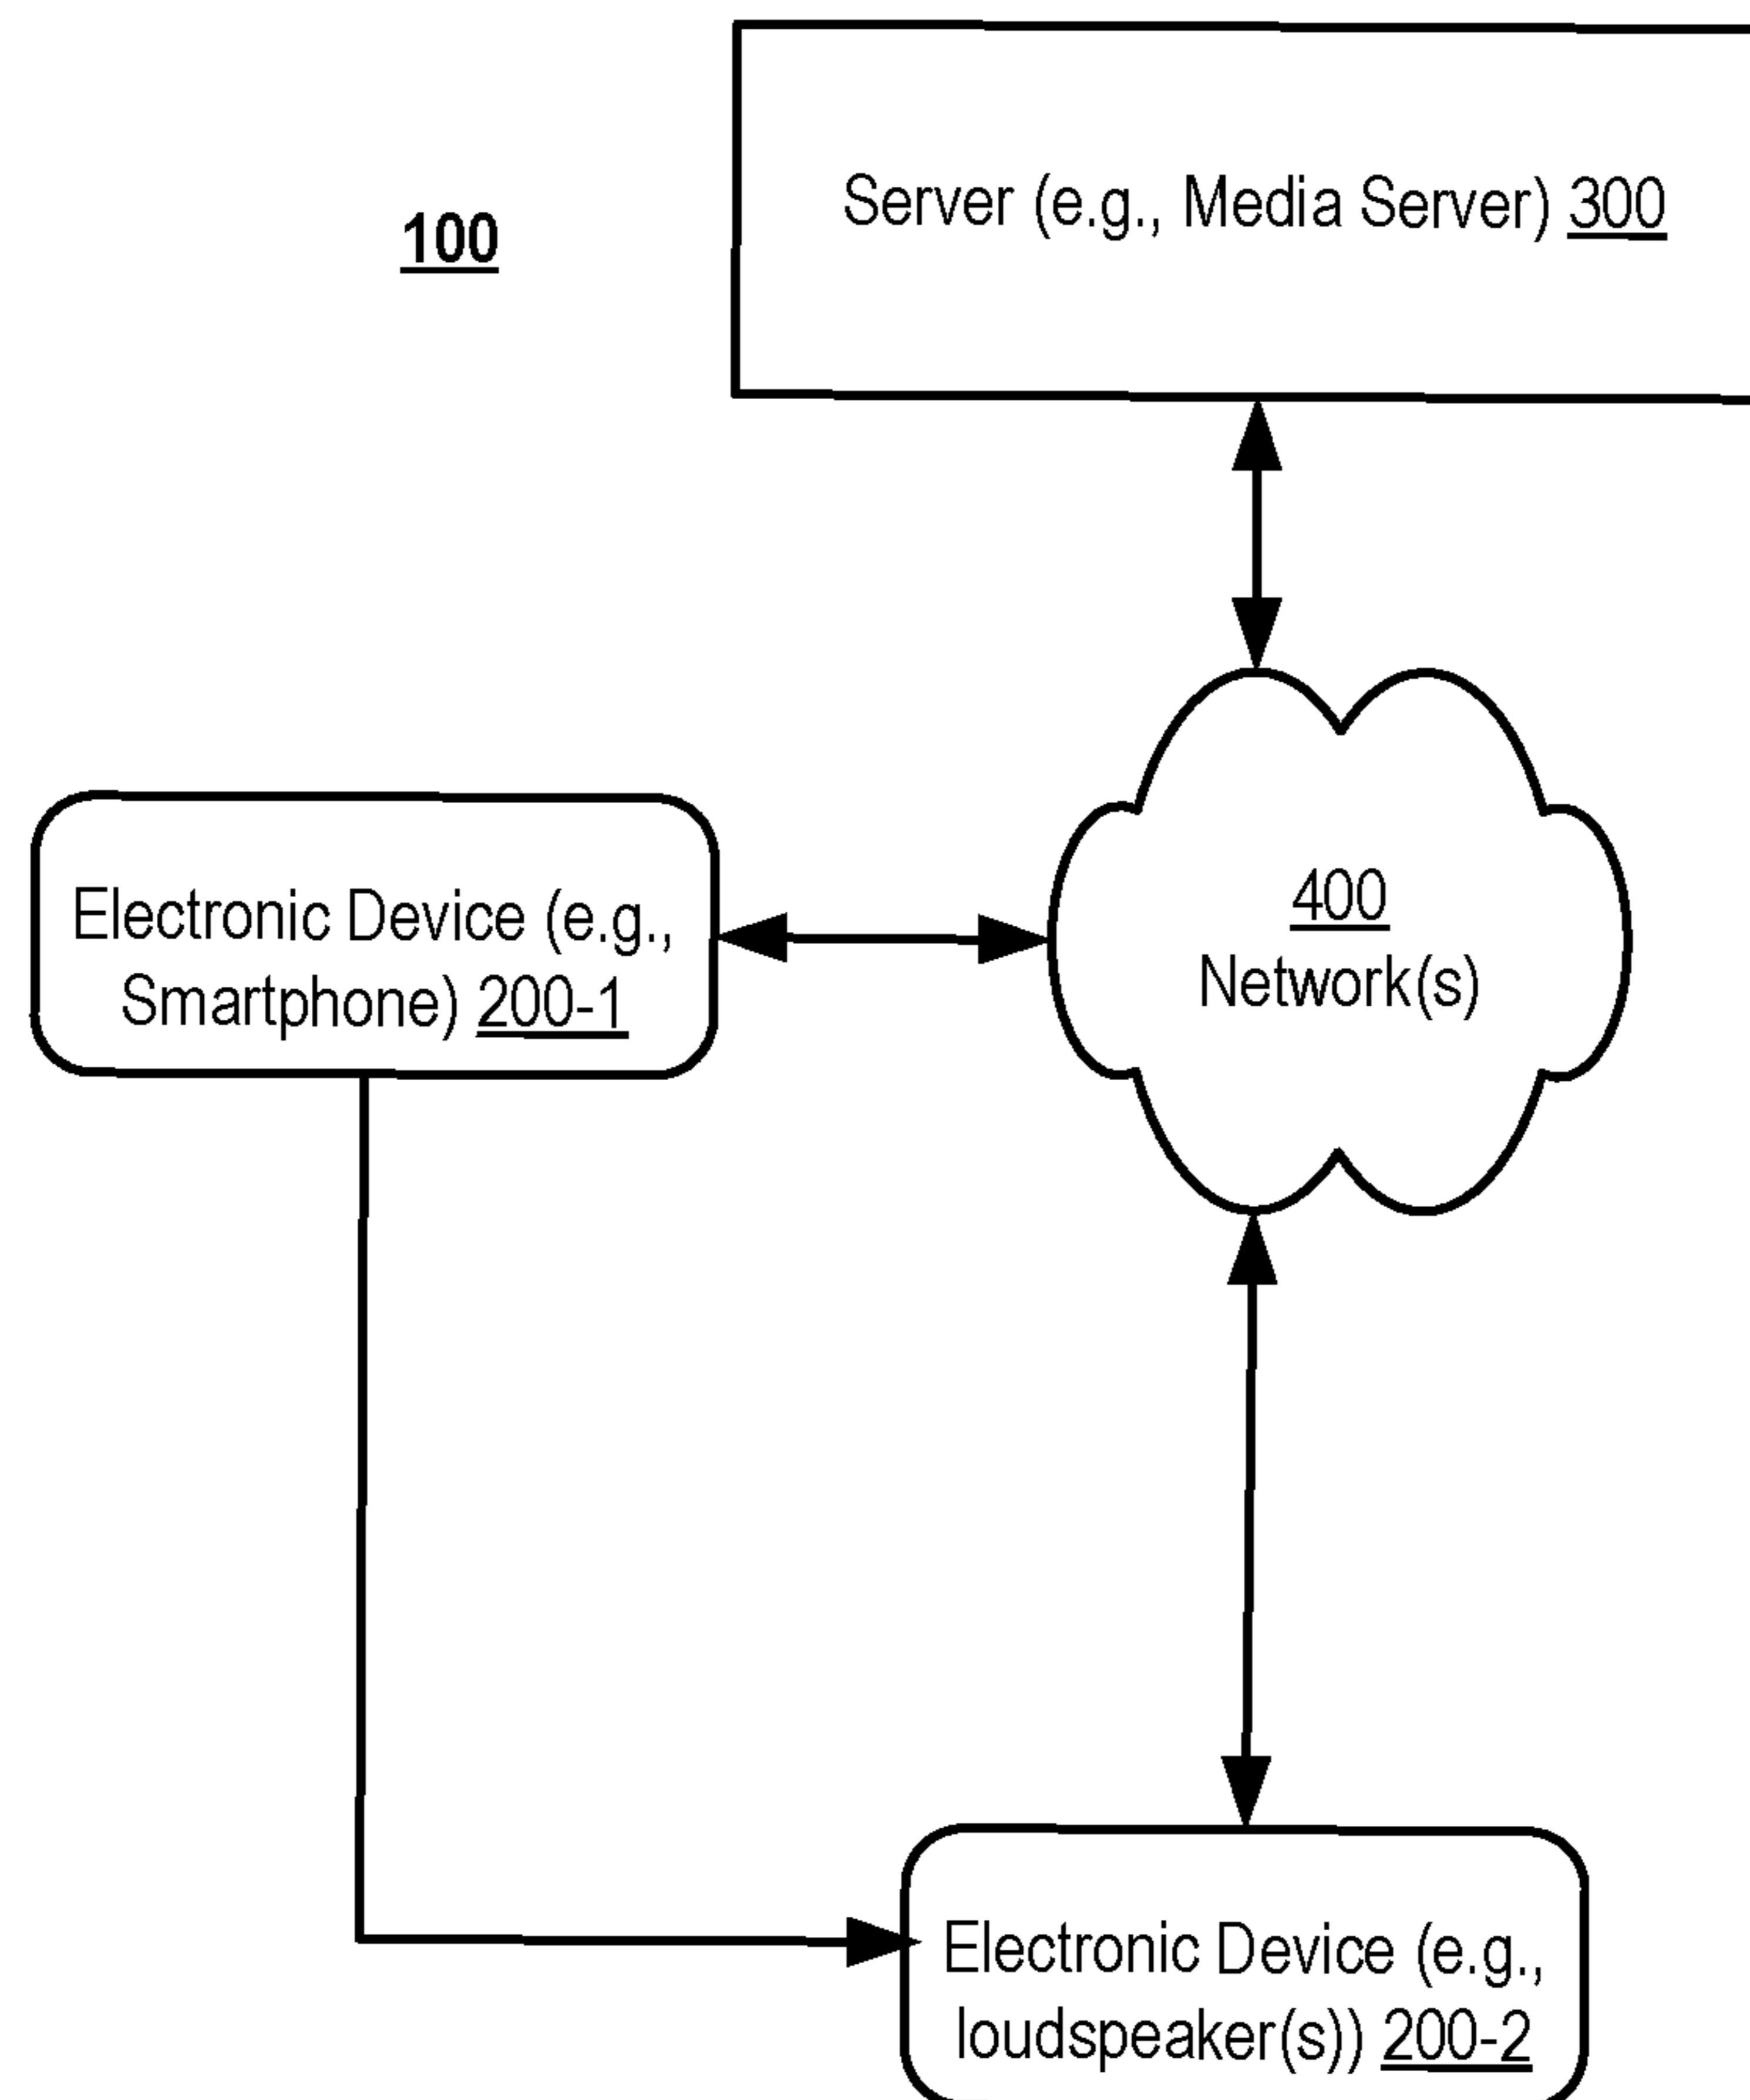 Server (e.g., Media Server) 300
100
400
Network(s)
Electronic Device (e.g.,
Smartphone) 200-1
Electronic Device (e.g.,
loudspeaker(s)) 200-2